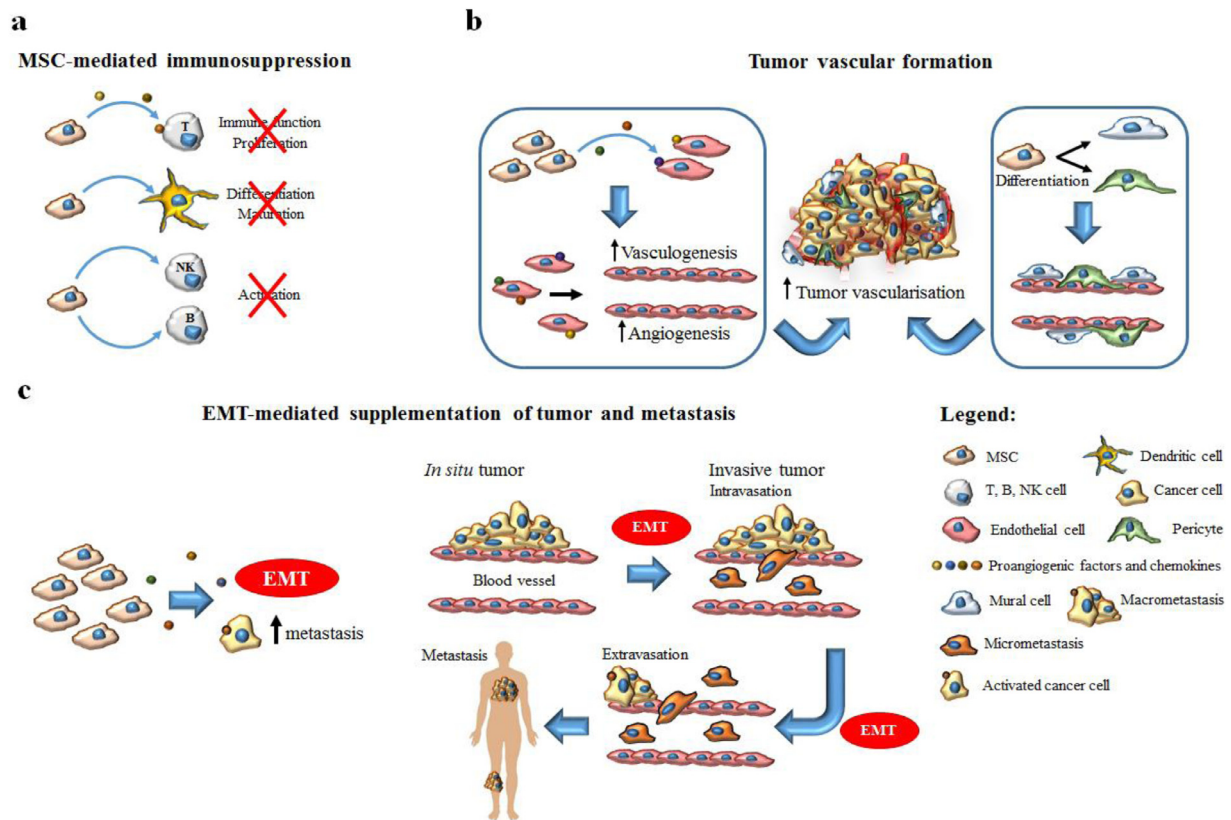 a
MSC-mediated immunosuppression
T
Immune function
Proliferation
Differentiation
Maturation
NK
Activation
B
b
Tumor vascular formation
Vasculogenesis
Angiogenesis
Tumor vascularisation
Differentiation
c
EMT-mediated supplementation of tumor and metastasis
EMT
metastasis
In situ tumor
Blood vessel
EMT
Invasive tumor
Intravasation
Metastasis
Extravasation
EMT
Legend:
MSC
Dendritic cell
T, B, NK cell
Cancer cell
Endothelial cell
Pericyte
Proangiogenic factors and chemokines
Mural cell
Macrometastasis
Micrometastasis
Activated cancer cell